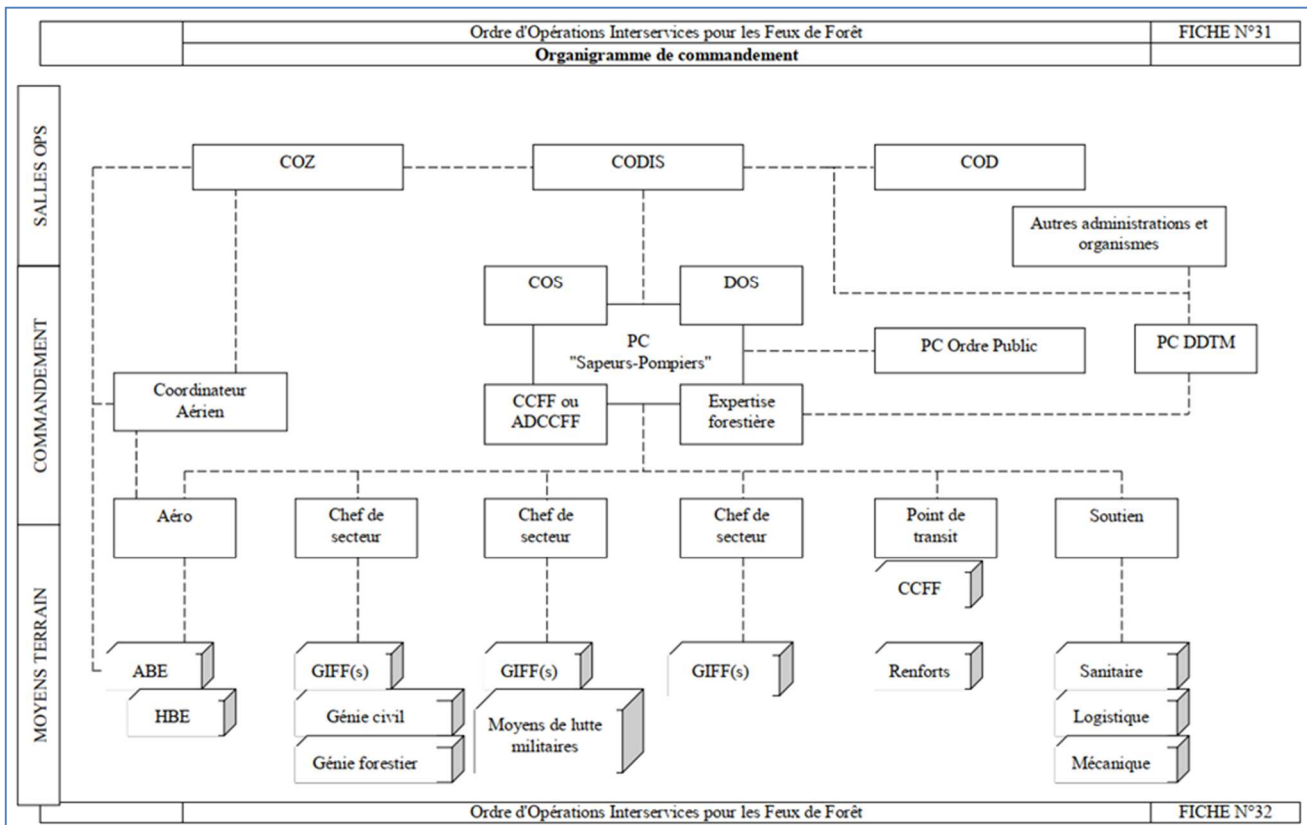 Ordre d'Opérations Interservices pour les Feux de Forêt
FICHE N°31
Organigramme de commandement
SALLES OPS
COZ
CODIS
COD
Autres administrations et
organismes
COMMANDEMENT
COS
DOS
PC
"Sapeurs-Pompiers"
PC Ordre Public
PC DDTM
Coordinateur
Aérien
CCFF ou
ADCCFF
Expertise
forestière
Aéro
Chef de
secteur
Chef de
secteur
Chef de
secteur
Point de
transit
Soutien
MOYENS TERRAIN
CCFF
ABE
GIFF(s)
GIFF(s)
GIFF(s)
Renforts
Sanitaire
HBE
Génie civil
Moyens de lutte
militaires
Logistique
Génie forestier
Mécanique
Ordre d'Opérations Interservices pour les Feux de Forêt
FICHE N°32